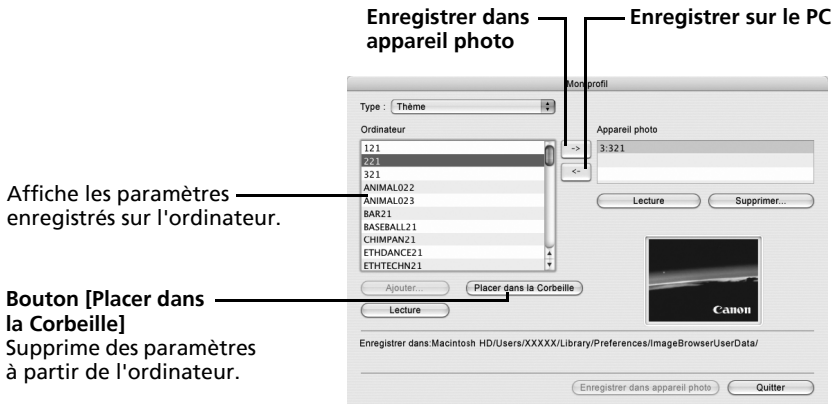 Enregistrer dans
appareil photo
Enregistrer sur le PC
Mon profil
Type : Thème
Ordinateur
Appareil photo
121
221
321
ANIMAL022
ANIMAL023
BAR21
BASEBALL21
CHIMPAN21
ETHDANCE21
ETHTECHN21
->
<-
3:321
Lecture
Supprimer...
Affiche les paramètres
enregistrés sur l'ordinateur.
Ajouter...
Placer dans la Corbeille
Lecture
Canon
Bouton [Placer dans
la Corbeille]
Supprime des paramètres
à partir de l'ordinateur.
Enregistrer dans:Macintosh HD/Users/XXXXX/Library/Preferences/ImageBrowserUserData/
Enregistrer dans appareil photo
Quitter